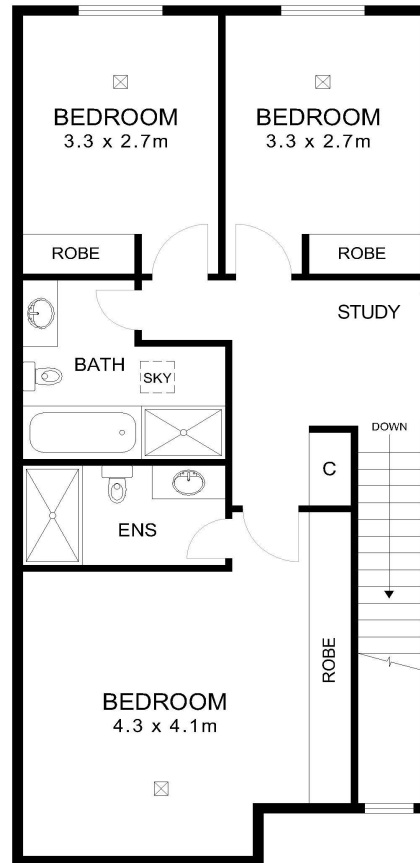 BEDROOM
3.3 x 2.7m
BEDROOM
3.3 x 2.7m
ROBE
ROBE
STUDY
BATH
SKY
DOWN
C
ENS
ROBE
BEDROOM
4.3 x 4.1m